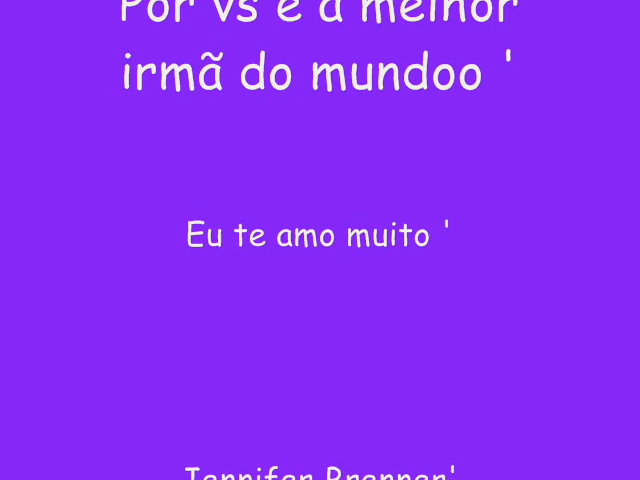 Por vs é a melhor
irmã do mundoo '
Eu te amo muito '
Jennifer Brenner'